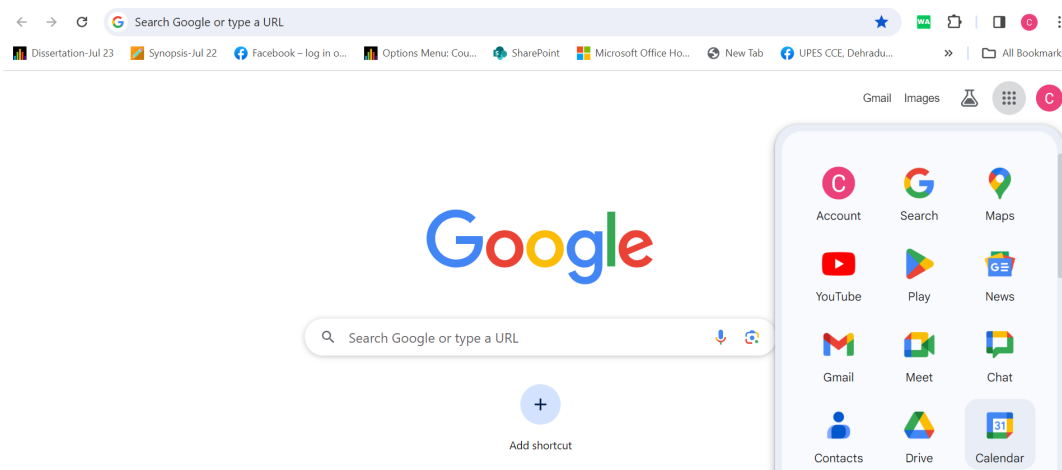 Search Google or type a URL
WA
C
Dissertation-Jul 23 Synopsis-Jul 22 Facebook – log in o... Options Menu: Cou... SharePoint Microsoft Office Ho... New Tab UPES CCE, Dehradu... » All Bookmark
Gmail Images C
C
Account Search Maps
YouTube Play News
Google
Search Google or type a URL
Gmail Meet Chat
31
Add shortcut
Contacts Drive Calendar